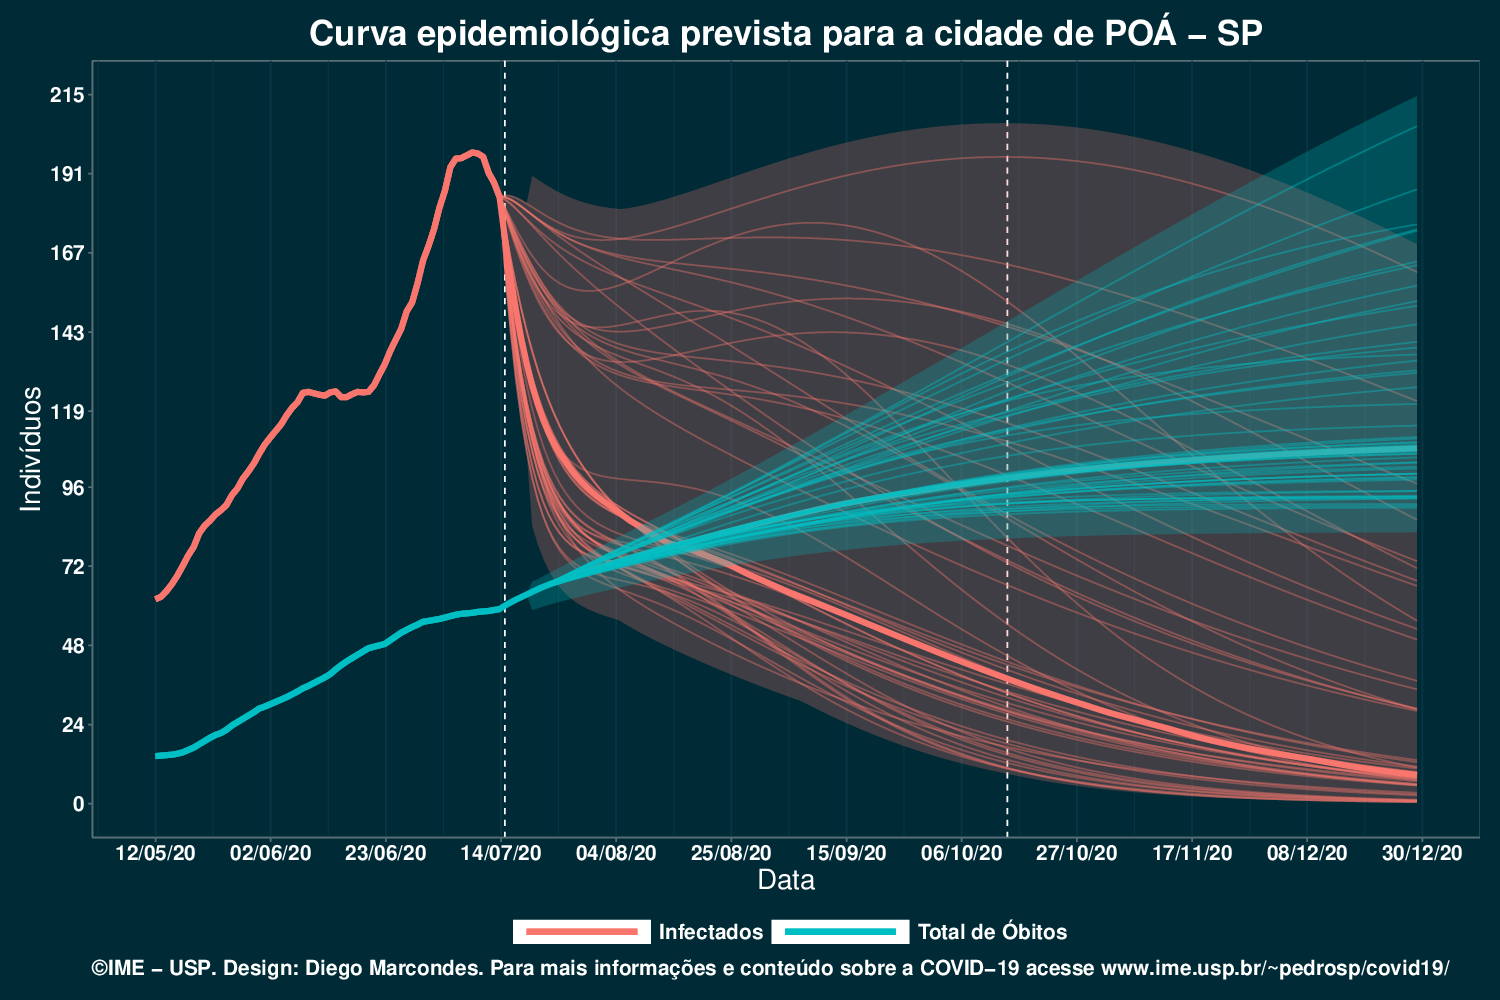 Curva epidemiológica prevista para a cidade de POÁ – SP
215
191
167
143
119
96
72
48
24
0
Indivíduos
12/05/20 02/06/20 23/06/20 14/07/20 04/08/20 25/08/20 15/09/20 06/10/20 27/10/20 17/11/20 08/12/20 30/12/20
Data
Infectados Total de Óbitos
©IME – USP. Design: Diego Marcondes. Para mais informações e conteúdo sobre a COVID–19 acesse www.ime.usp.br/~pedrosp/covid19/